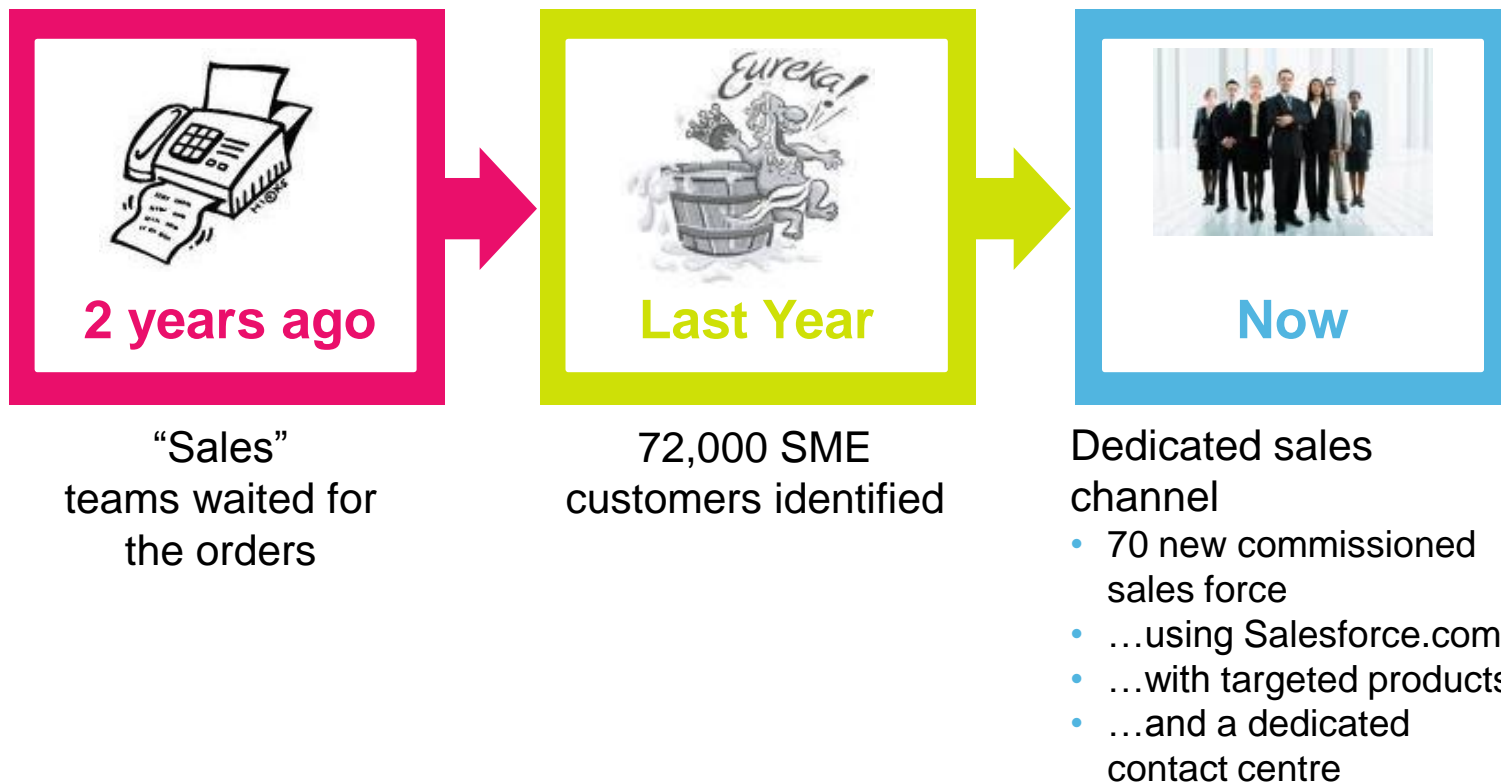 Eureka!
2 years ago
Last Year
Now
“Sales”
teams waited for
the orders
72,000 SME
customers identified
Dedicated sales
channel
• 70 new commissioned
sales force
• …using Salesforce.com
• …with targeted products
• …and a dedicated
contact centre